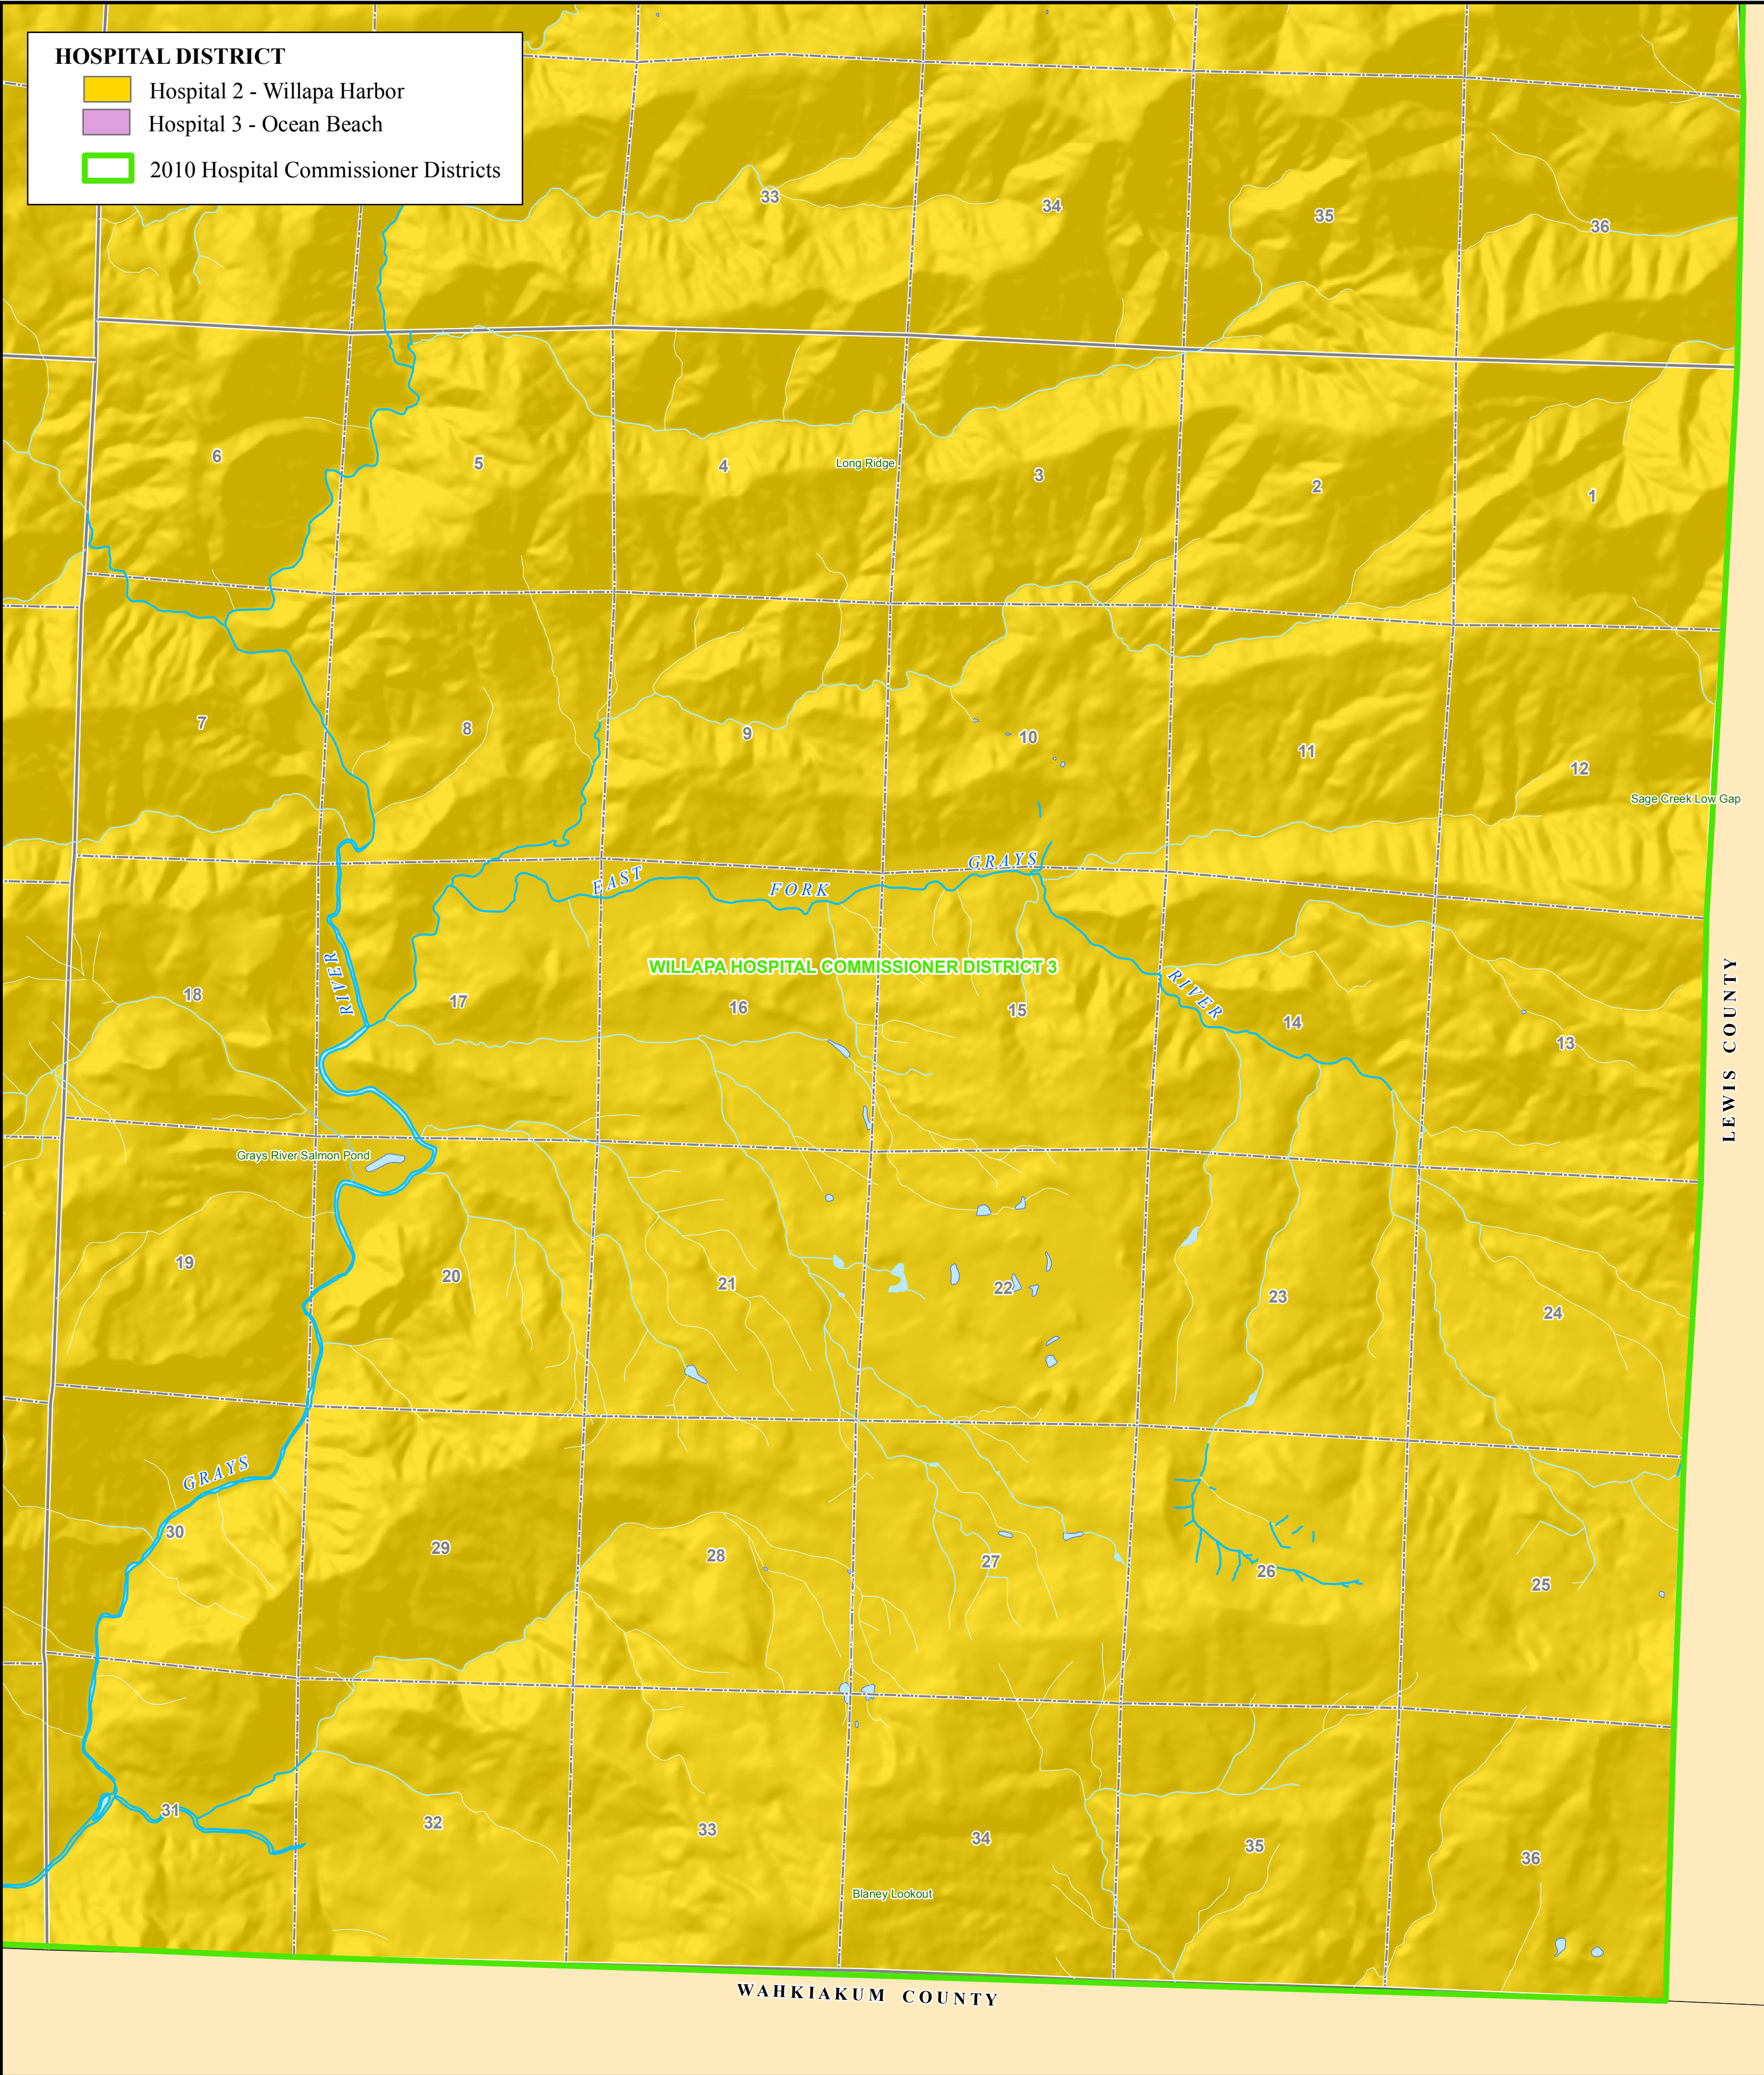 HOSPITAL DISTRICT
Hospital 2 - Willapa Harbor
Hospital 3 - Ocean Beach
2010 Hospital Commissioner Districts
33
34
35
36
6
5
4
Long Ridge
3
2
1
7
8
9
10
11
12
Sage Creek Low Gap
EAST FORK GRAYS RIVER
WILLAPA HOSPITAL COMMISSIONER DISTRICT 3
RIVER
18
17
16
15
14
13
LEWIS COUNTY
Grays River Salmon Pond
19
20
21
22
23
24
GRAYS
30
29
28
27
26
25
31
32
33
34
35
36
Blaney Lookout
WAHKIAKUM COUNTY